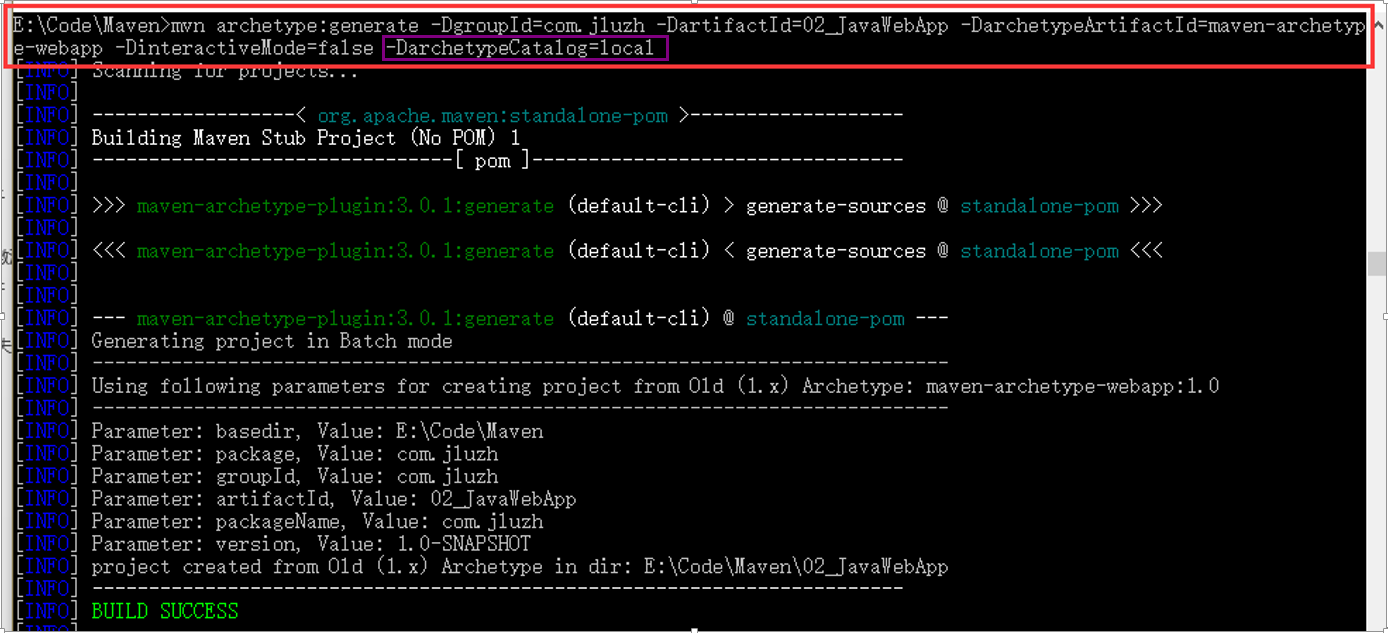 E:\Code\Maven>mvn archetype:generate -DgroupId=com.jluzh -DartifactId=02_JavaWebApp -DarchetypeArtifactId=maven-archetyp
e-webapp -DinteractiveMode=false -DarchetypeCatalog=local
[INFO] Scanning for projects...
[INFO]
[INFO] ------------------< org.apache.maven:standalone-pom >-------------------
[INFO] Building Maven Stub Project (No POM) 1
[INFO] --------------------------------[ pom ]---------------------------------
[INFO]
[INFO] >>> maven-archetype-plugin:3.0.1:generate (default-cli) > generate-sources @ standalone-pom >>>
[INFO]
[INFO] <<< maven-archetype-plugin:3.0.1:generate (default-cli) < generate-sources @ standalone-pom <<<
[INFO]
[INFO]
[INFO] --- maven-archetype-plugin:3.0.1:generate (default-cli) @ standalone-pom ---
[INFO] Generating project in Batch mode
[INFO] ----------------------------------------------------------------------------
[INFO] Using following parameters for creating project from Old (1.x) Archetype: maven-archetype-webapp:1.0
[INFO] ----------------------------------------------------------------------------
[INFO] Parameter: basedir, Value: E:\Code\Maven
[INFO] Parameter: package, Value: com.jluzh
[INFO] Parameter: groupId, Value: com.jluzh
[INFO] Parameter: artifactId, Value: 02_JavaWebApp
[INFO] Parameter: packageName, Value: com.jluzh
[INFO] Parameter: version, Value: 1.0-SNAPSHOT
[INFO] project created from Old (1.x) Archetype in dir: E:\Code\Maven\02_JavaWebApp
[INFO] ------------------------------------------------------------------------
[INFO] BUILD SUCCESS
[INFO]